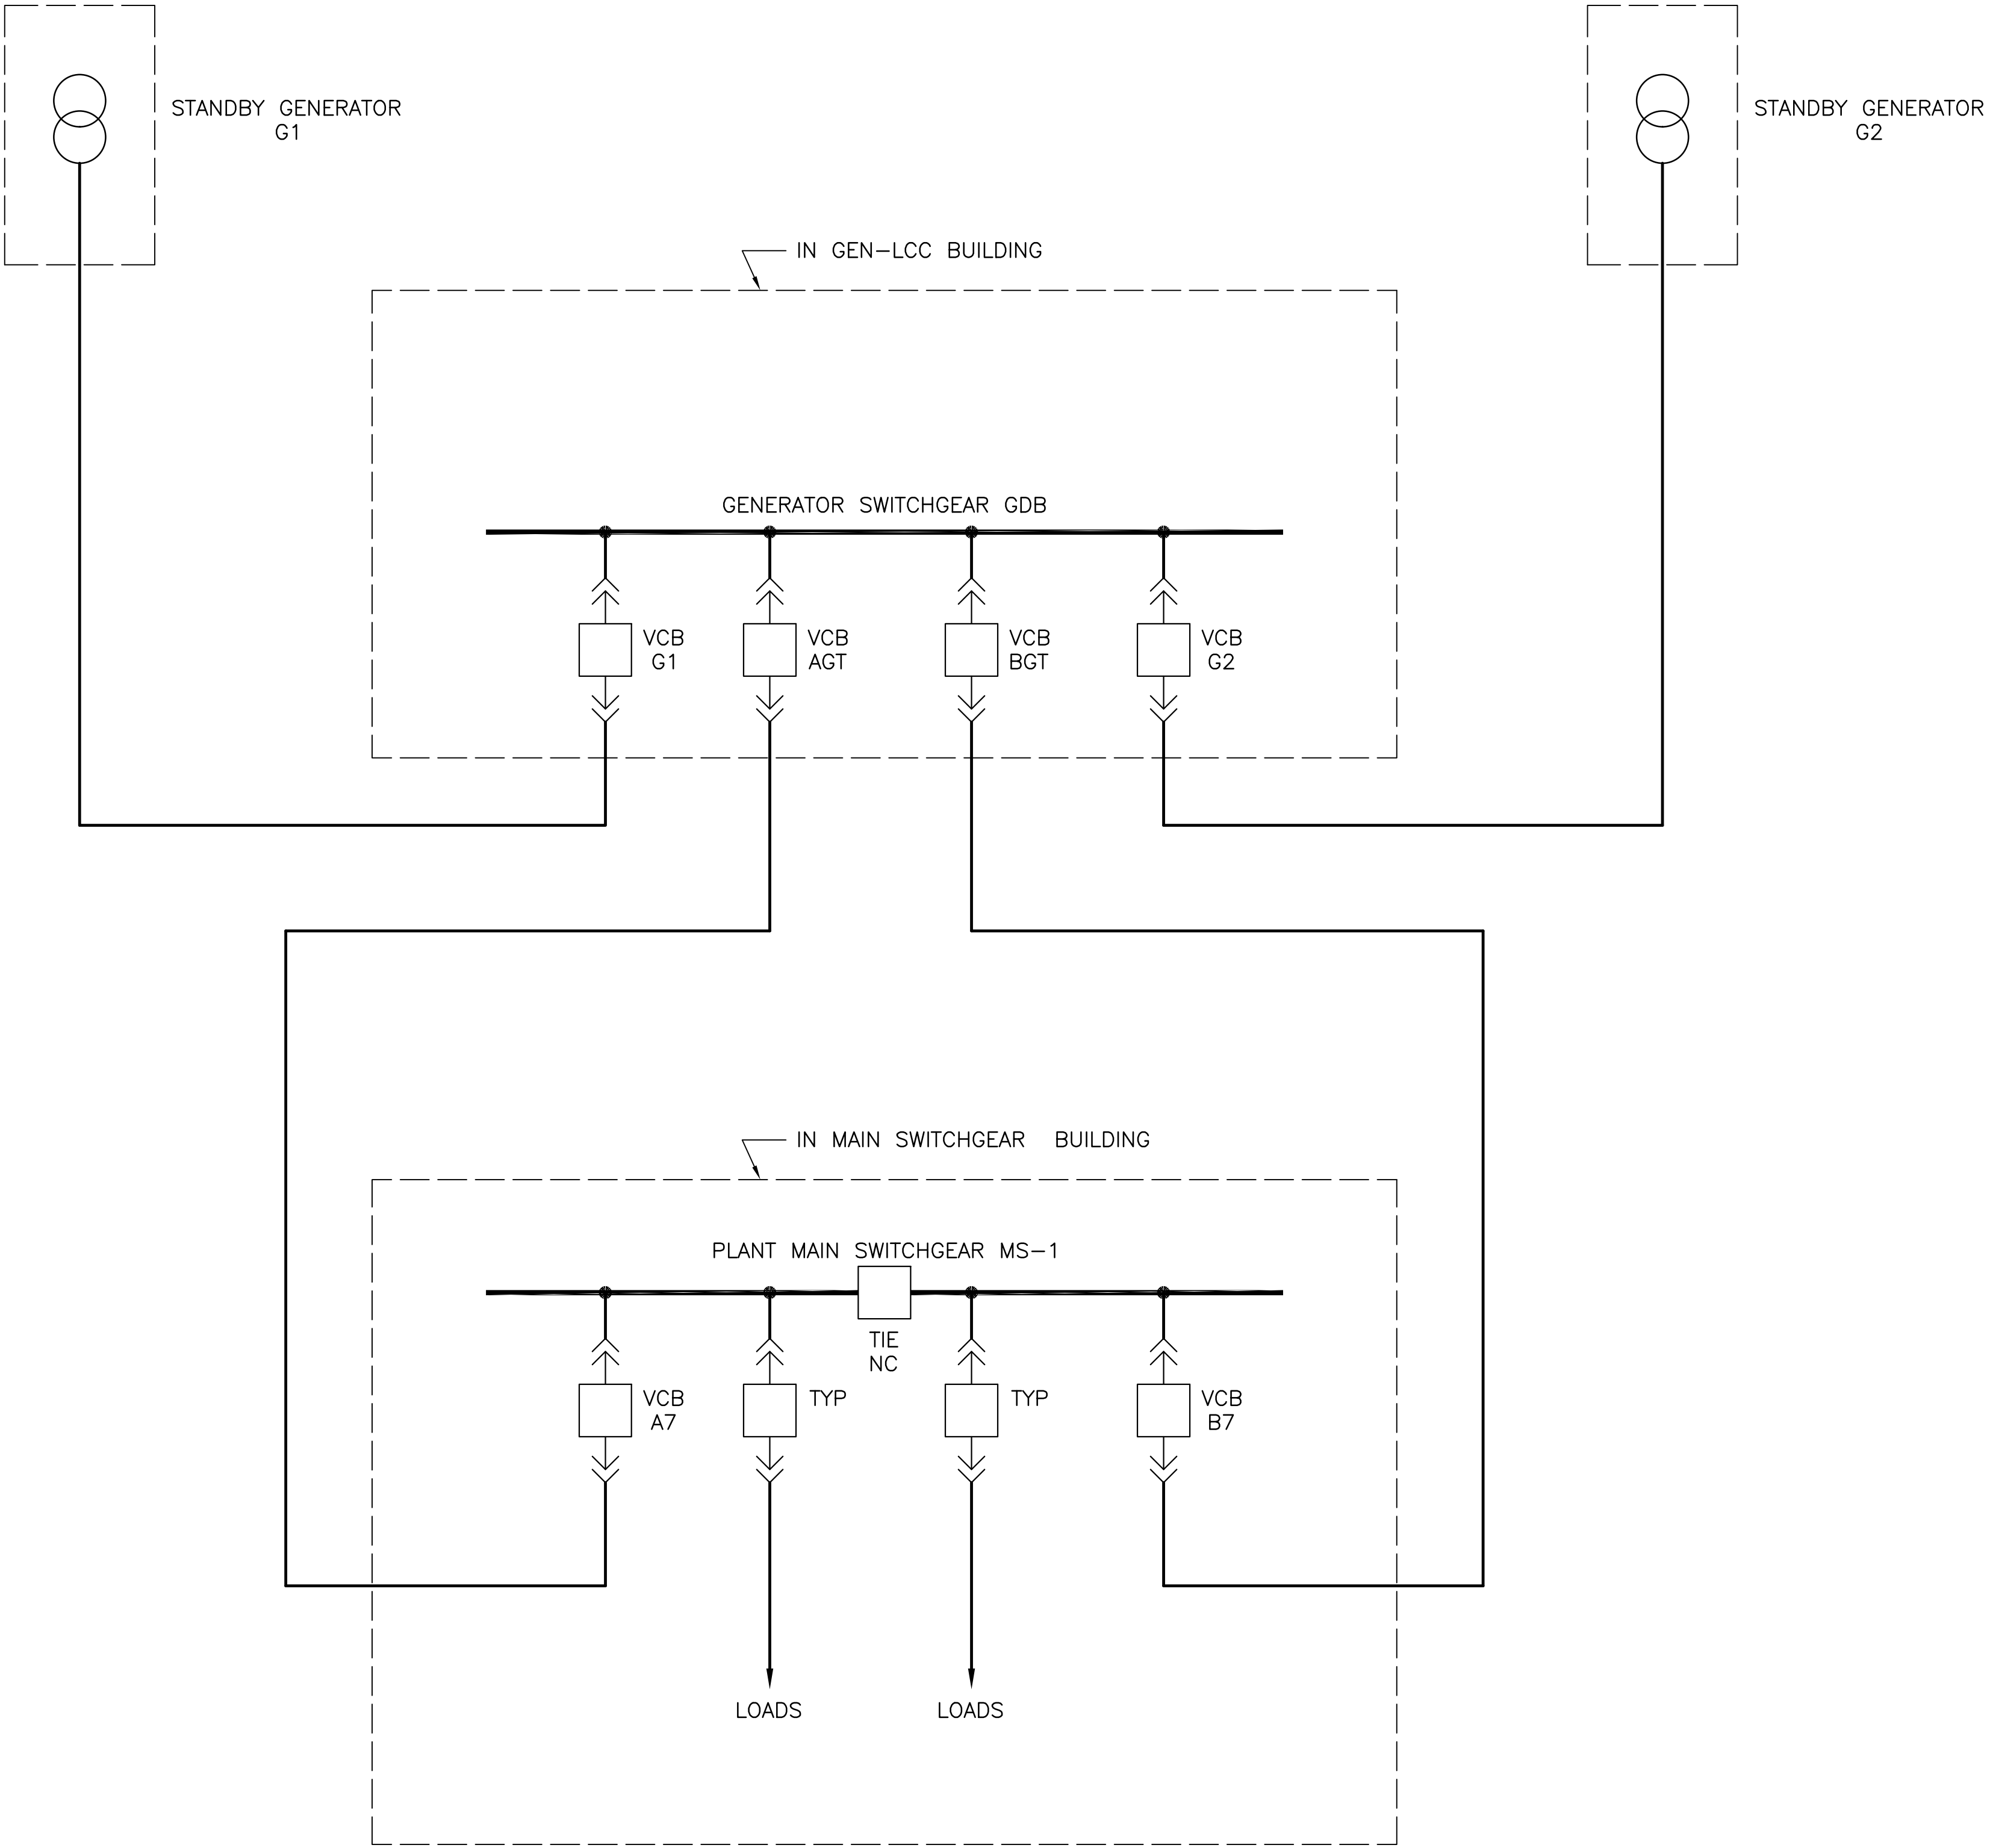 STANDBY GENERATOR
G1
STANDBY GENERATOR
G2
IN GEN-LCC BUILDING
GENERATOR SWITCHGEAR GDB
VCB
G1
VCB
AGT
VCB
BGT
VCB
G2
IN MAIN SWITCHGEAR BUILDING
PLANT MAIN SWITCHGEAR MS-1
TIE
NC
VCB
A7
TYP
TYP
VCB
B7
LOADS
LOADS